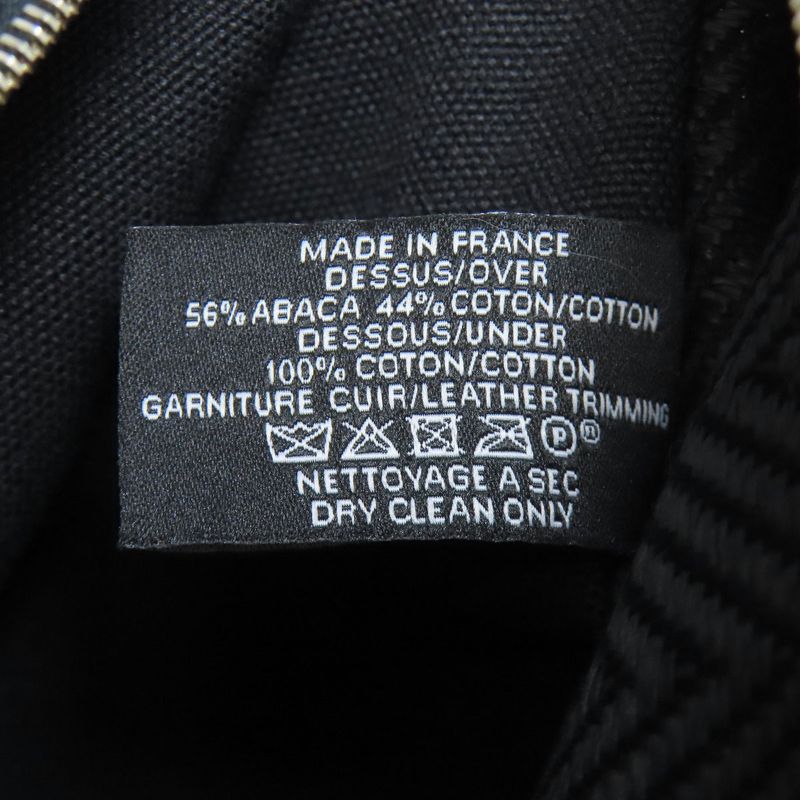 MADE IN FRANCE
DESSUS/OVER
56% ABACA 44% COTON/COTTON
DESSOUS/UNDER
100% COTON/COTTON
GARNITURE CUIR/LEATHER TRIMMING
P ®
NETTOYAGE A SEC
DRY CLEAN ONLY